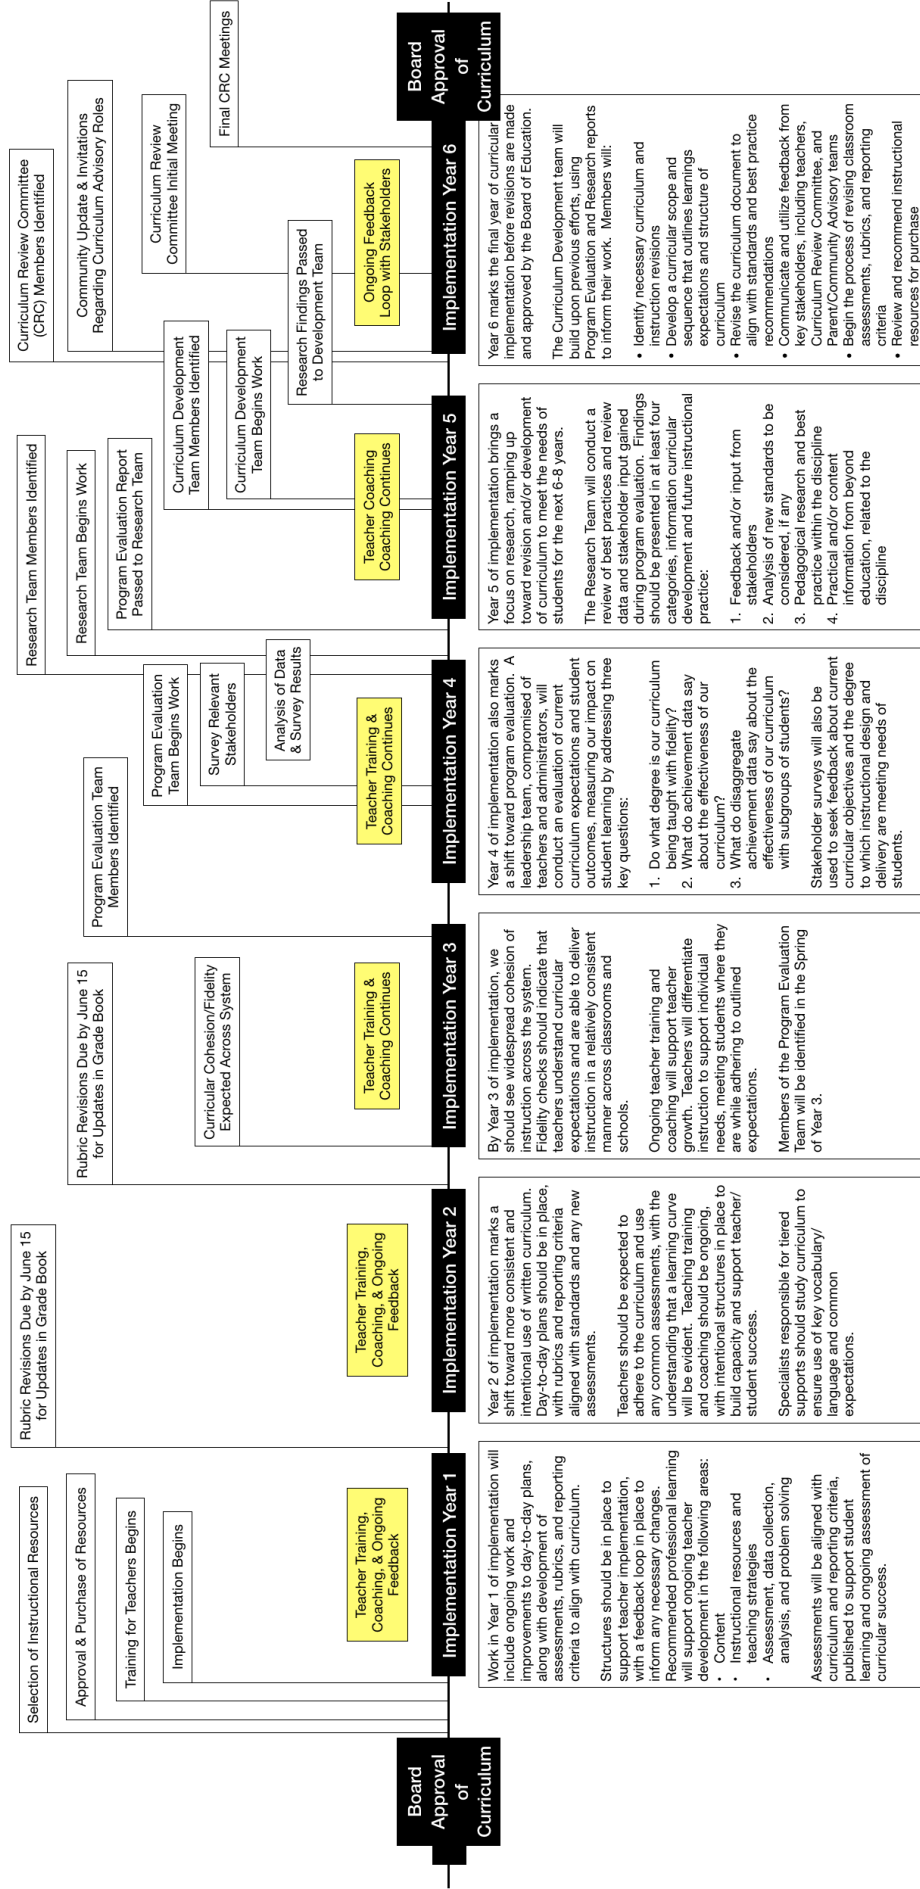 Selection of Instructional Resources
Approval & Purchase of Resources
Training for Teachers Begins
Implementation Begins
Rubric Revisions Due by June 15
for Updates in Grade Book
Rubric Revisions Due by June 15
for Updates in Grade Book
Curricular Cohesion/Fidelity
Expected Across System
Program Evaluation Team
Members Identified
Program Evaluation
Team Begins Work
Survey Relevant
Stakeholders
Analysis of Data
& Survey Results
Research Team Members Identified
Research Team Begins Work
Program Evaluation Report
Passed to Research Team
Curriculum Development
Team Members Identified
Curriculum Development
Team Begins Work
Research Findings Passed
to Development Team
Curriculum Review Committee
(CRC) Members Identified
Community Update & Invitations
Regarding Curriculum Advisory Roles
Curriculum Review
Committee Initial Meeting
Final CRC Meetings
Teacher Training,
Coaching, & Ongoing
Feedback
Teacher Training,
Coaching, & Ongoing
Feedback
Teacher Training &
Coaching Continues
Teacher Training &
Coaching Continues
Teacher Coaching
Coaching Continues
Ongoing Feedback
Loop with Stakeholders
Board
Approval
of
Curriculum
Implementation Year 1
Implementation Year 2
Implementation Year 3
Implementation Year 4
Implementation Year 5
Implementation Year 6
Board
Approval
of
Curriculum
Work in Year 1 of implementation will
include ongoing work and
improvements to day-to-day plans,
along with development of
assessments, rubrics, and reporting
criteria to align with curriculum.
Structures should be in place to
support teacher implementation,
with a feedback loop in place to
inform any necessary changes.
Recommended professional learning
will support ongoing teacher
development in the following areas:
• Content
• Instructional resources and
teaching strategies
• Assessment, data collection,
analysis, and problem solving
Assessments will be aligned with
curriculum and reporting criteria,
published to support student
learning and ongoing assessment of
curricular success.
Year 2 of implementation marks a
shift toward more consistent and
intentional use of written curriculum.
Day-to-day plans should be in place,
with rubrics and reporting criteria
aligned with standards and any new
assessments.
Teachers should be expected to
adhere to the curriculum and use
any common assessments, with the
understanding that a learning curve
will be evident. Teaching training
and coaching should be ongoing,
with intentional structures in place to
build capacity and support teacher/
student success.
Specialists responsible for tiered
supports should study curriculum to
ensure use of key vocabulary/
language and common
expectations.
By Year 3 of implementation, we
should see widespread cohesion of
instruction across the system.
Fidelity checks should indicate that
teachers understand curricular
expectations and are able to deliver
instruction in a relatively consistent
manner across classrooms and
schools.
Ongoing teacher training and
coaching will support teacher
growth. Teachers will differentiate
instruction to support individual
needs, meeting students where they
are while adhering to outlined
expectations.
Members of the Program Evaluation
Team will be identified in the Spring
of Year 3.
Year 4 of implementation also marks
a shift toward program evaluation. A
leadership team, compromised of
teachers and administrators, will
conduct an evaluation of current
curriculum expectations and student
outcomes, measuring our impact on
student learning by addressing three
key questions:
1. Do what degree is our curriculum
being taught with fidelity?
2. What do achievement data say
about the effectiveness of our
curriculum?
3. What do disaggregate
achievement data say about the
effectiveness of our curriculum
with subgroups of students?
Stakeholder surveys will also be
used to seek feedback about current
curricular objectives and the degree
to which instructional design and
delivery are meeting needs of
students.
Year 5 of implementation brings a
focus on research, ramping up
toward revision and/or development
of curriculum to meet the needs of
students for the next 6-8 years.
The Research Team will conduct a
review of best practices and review
data and stakeholder input gained
during program evaluation. Findings
should be presented in at least four
categories, information curricular
development and future instructional
practice:
1. Feedback and/or input from
stakeholders
2. Analysis of new standards to be
considered, if any
3. Pedagogical research and best
practice within the discipline
4. Practical and/or content
information from beyond
education, related to the
discipline
Year 6 marks the final year of curricular
implementation before revisions are made
and approved by the Board of Education.
The Curriculum Development team will
build upon previous efforts, using
Program Evaluation and Research reports
to inform their work. Members will:
• Identify necessary curriculum and
instruction revisions
• Develop a curricular scope and
sequence that outlines learnings
expectations and structure of
curriculum
• Revise the curriculum document to
align with standards and best practice
recommendations
• Communicate and utilize feedback from
key stakeholders, including teachers,
Curriculum Review Committee, and
Parent/Community Advisory teams
• Begin the process of revising classroom
assessments, rubrics, and reporting
criteria
• Review and recommend instructional
resources for purchase